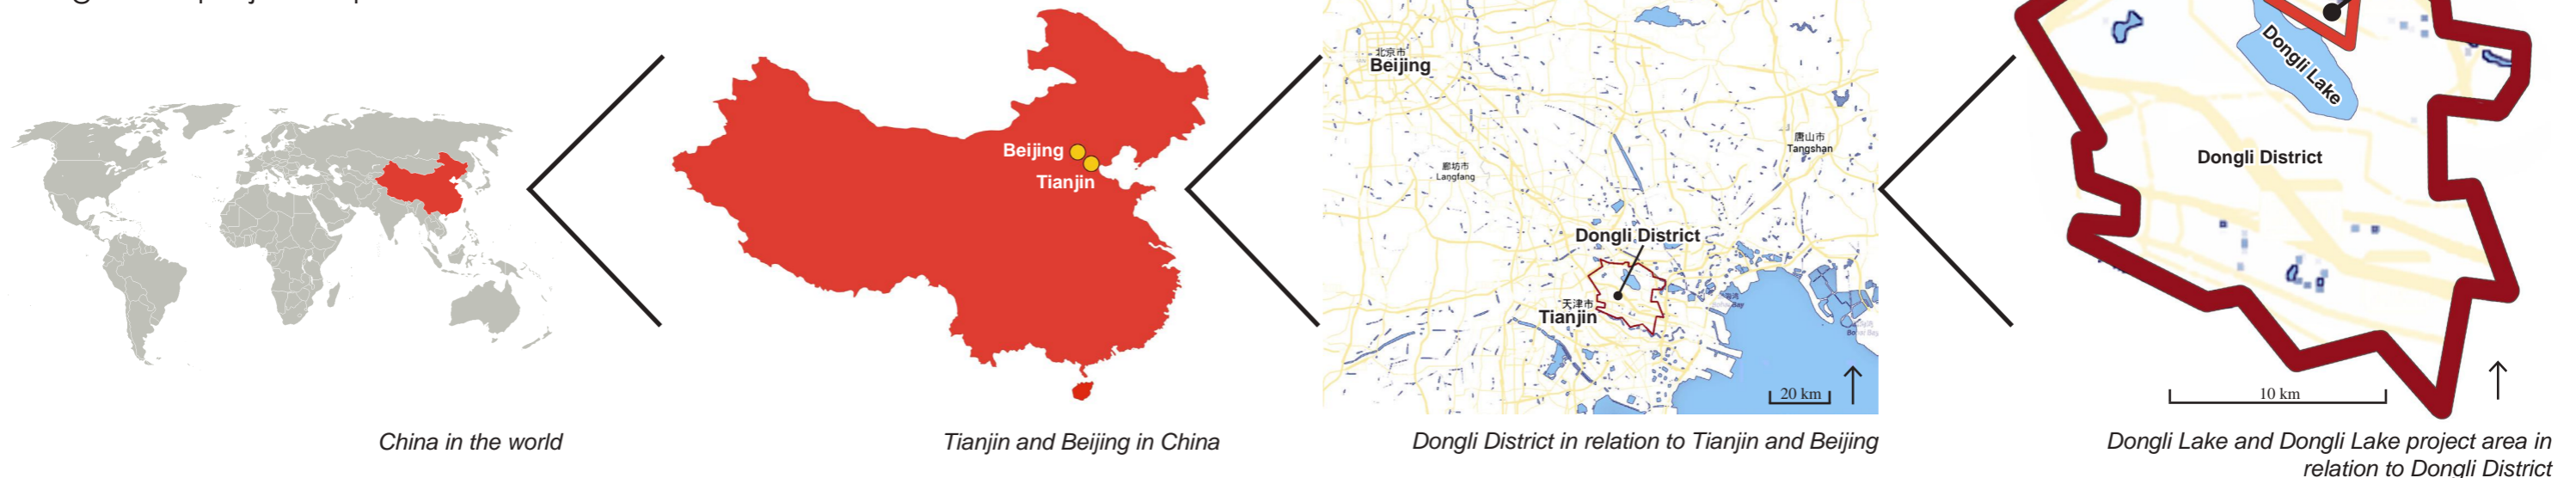 北京市
Beijing
Beijing
Tianjin
廊坊市
Langfang
唐山市
Tangshan
Dongli District
天津市
Tianjin
20 km
Dongli Lake
Dongli District
10 km
China in the world
Tianjin and Beijing in China
Dongli District in relation to Tianjin and Beijing
Dongli Lake and Dongli Lake project area in
relation to Dongli District